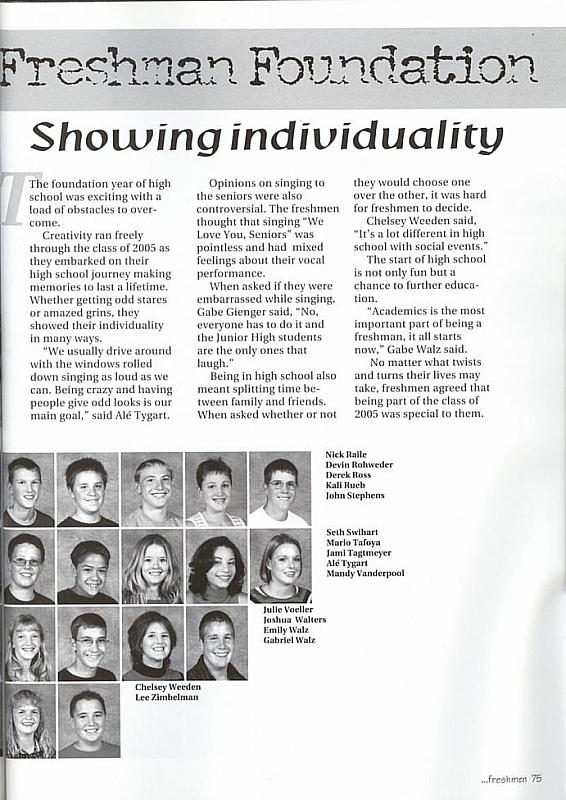 Freshman Foundation
Showing individuality
The foundation year of high
school was exciting with a
load of obstacles to over-
come.
Creativity ran freely
through the class of 2005 as
they embarked on their
high school journey making
memories to last a lifetime.
Whether getting odd stares
or amazed grins, they
showed their individuality
in many ways.
"We usually drive around
with the windows rolled
down singing as loud as we
can. Being crazy and having
people give odd looks is our
main goal," said Alé Tygart.
Opinions on singing to
the seniors were also
controversial. The freshmen
thought that singing "We
Love You, Seniors" was
pointless and had mixed
feelings about their vocal
performance.
When asked if they were
embarrassed while singing,
Gabe Gienger said, "No,
everyone has to do it and
the Junior High students
are the only ones that
laugh."
Being in high school also
meant splitting time be-
tween family and friends.
When asked whether or not
they would choose one
over the other, it was hard
for freshmen to decide.
Chelsey Weeden said,
"It's a lot different in high
school with social events."
The start of high school
is not only fun but a
chance to further educa-
tion.
"Academics is the most
important part of being a
freshman, it all starts
now," Gabe Walz said.
No matter what twists
and turns their lives may
take, freshmen agreed that
being part of the class of
2005 was special to them.
Nick Raile
Devin Rohweder
Derek Ross
Kali Rueb
John Stephens
Seth Swihart
Mario Tafoya
Jami Tagtmeyer
Alé Tygart
Mandy Vanderpool
Julie Voeller
Joshua Walters
Emily Walz
Gabriel Walz
Chelsey Weeden
Lee Zimbelman
...freshmen 75